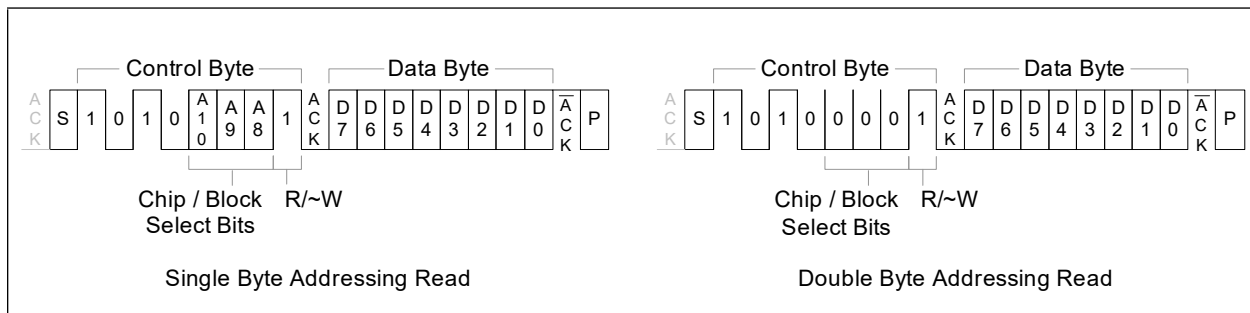 Control Byte Data Byte
ACK S 1 0 1 0 A10 A9 A8 1 ACK D7 D6 D5 D4 D3 D2 D1 D0 A̅CK P
Chip / Block R/~W
Select Bits
Single Byte Addressing Read
Control Byte Data Byte
ACK S 1 0 1 0 0 0 0 1 ACK D7 D6 D5 D4 D3 D2 D1 D0 A̅CK P
Chip / Block R/~W
Select Bits
Double Byte Addressing Read